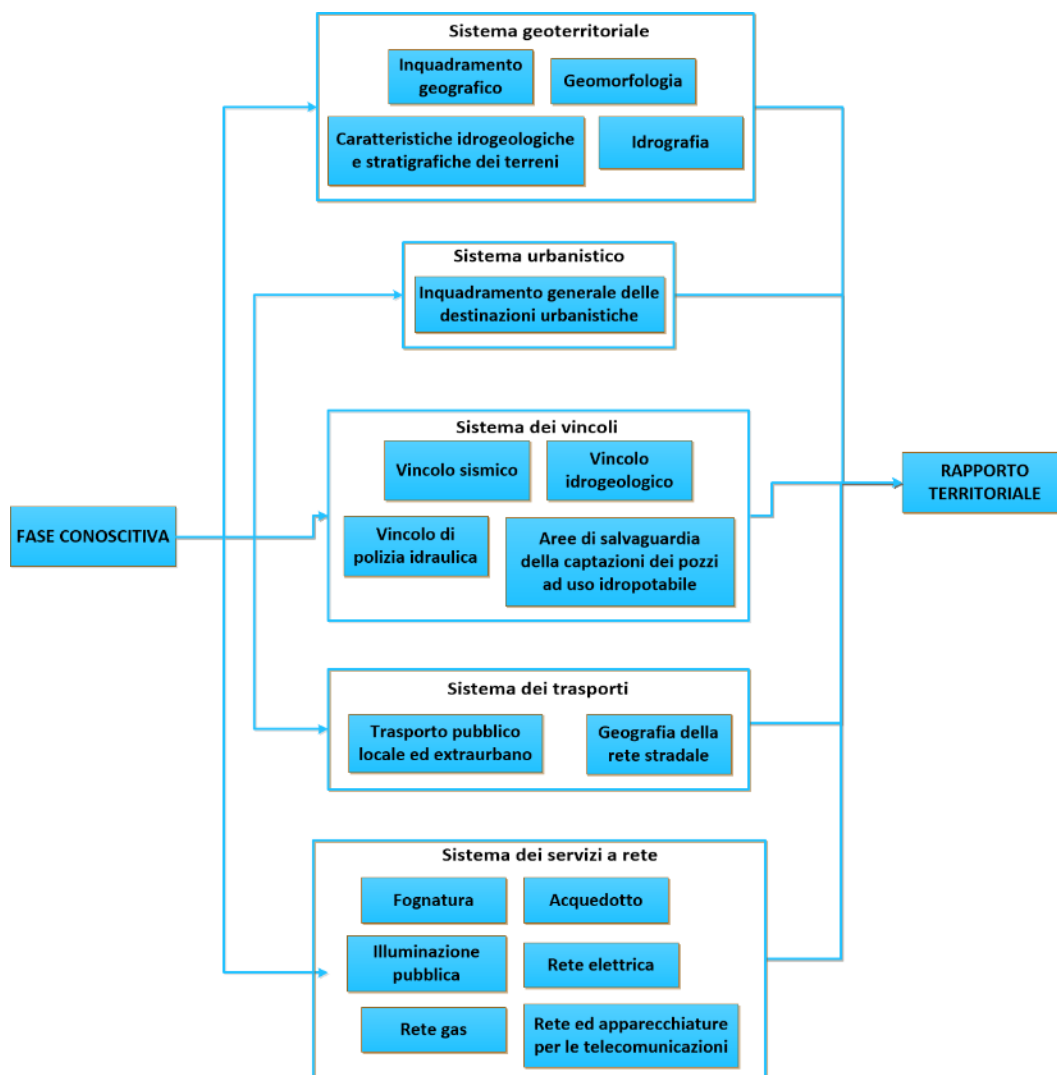 Sistema geoterritoriale
Inquadramento
geografico
Geomorfologia
Caratteristiche idrogeologiche
e stratigrafiche dei terreni
Idrografia
Sistema urbanistico
Inquadramento generale delle
destinazioni urbanistiche
Sistema dei vincoli
Vincolo sismico
Vincolo
idrogeologico
Vincolo di
polizia idraulica
Aree di salvaguardia
della captazioni dei pozzi
ad uso idropotabile
FASE CONOSCITIVA
RAPPORTO
TERRITORIALE
Sistema dei trasporti
Trasporto pubblico
locale ed extraurbano
Geografia della
rete stradale
Sistema dei servizi a rete
Fognatura
Acquedotto
Illuminazione
pubblica
Rete elettrica
Rete gas
Rete ed apparecchiature
per le telecomunicazioni